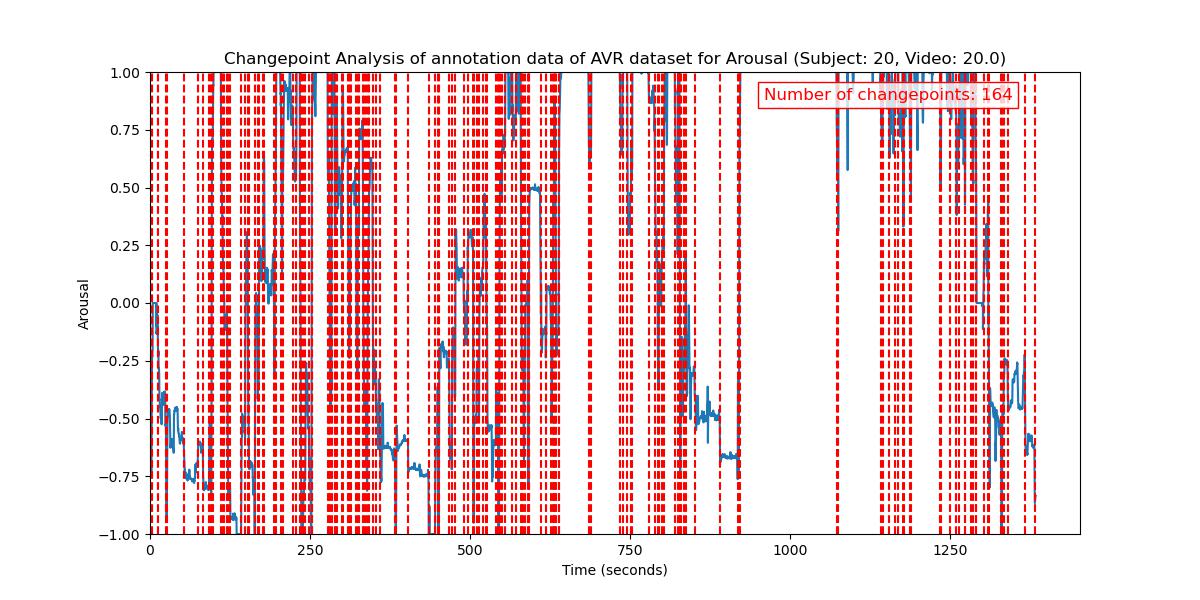 Changepoint Analysis of annotation data of AVR dataset for Arousal (Subject: 20, Video: 20.0)
Number of changepoints: 164
1.00
0.75
0.50
0.25
0.00
−0.25
−0.50
−0.75
−1.00
Arousal
0 250 500 750 1000 1250
Time (seconds)